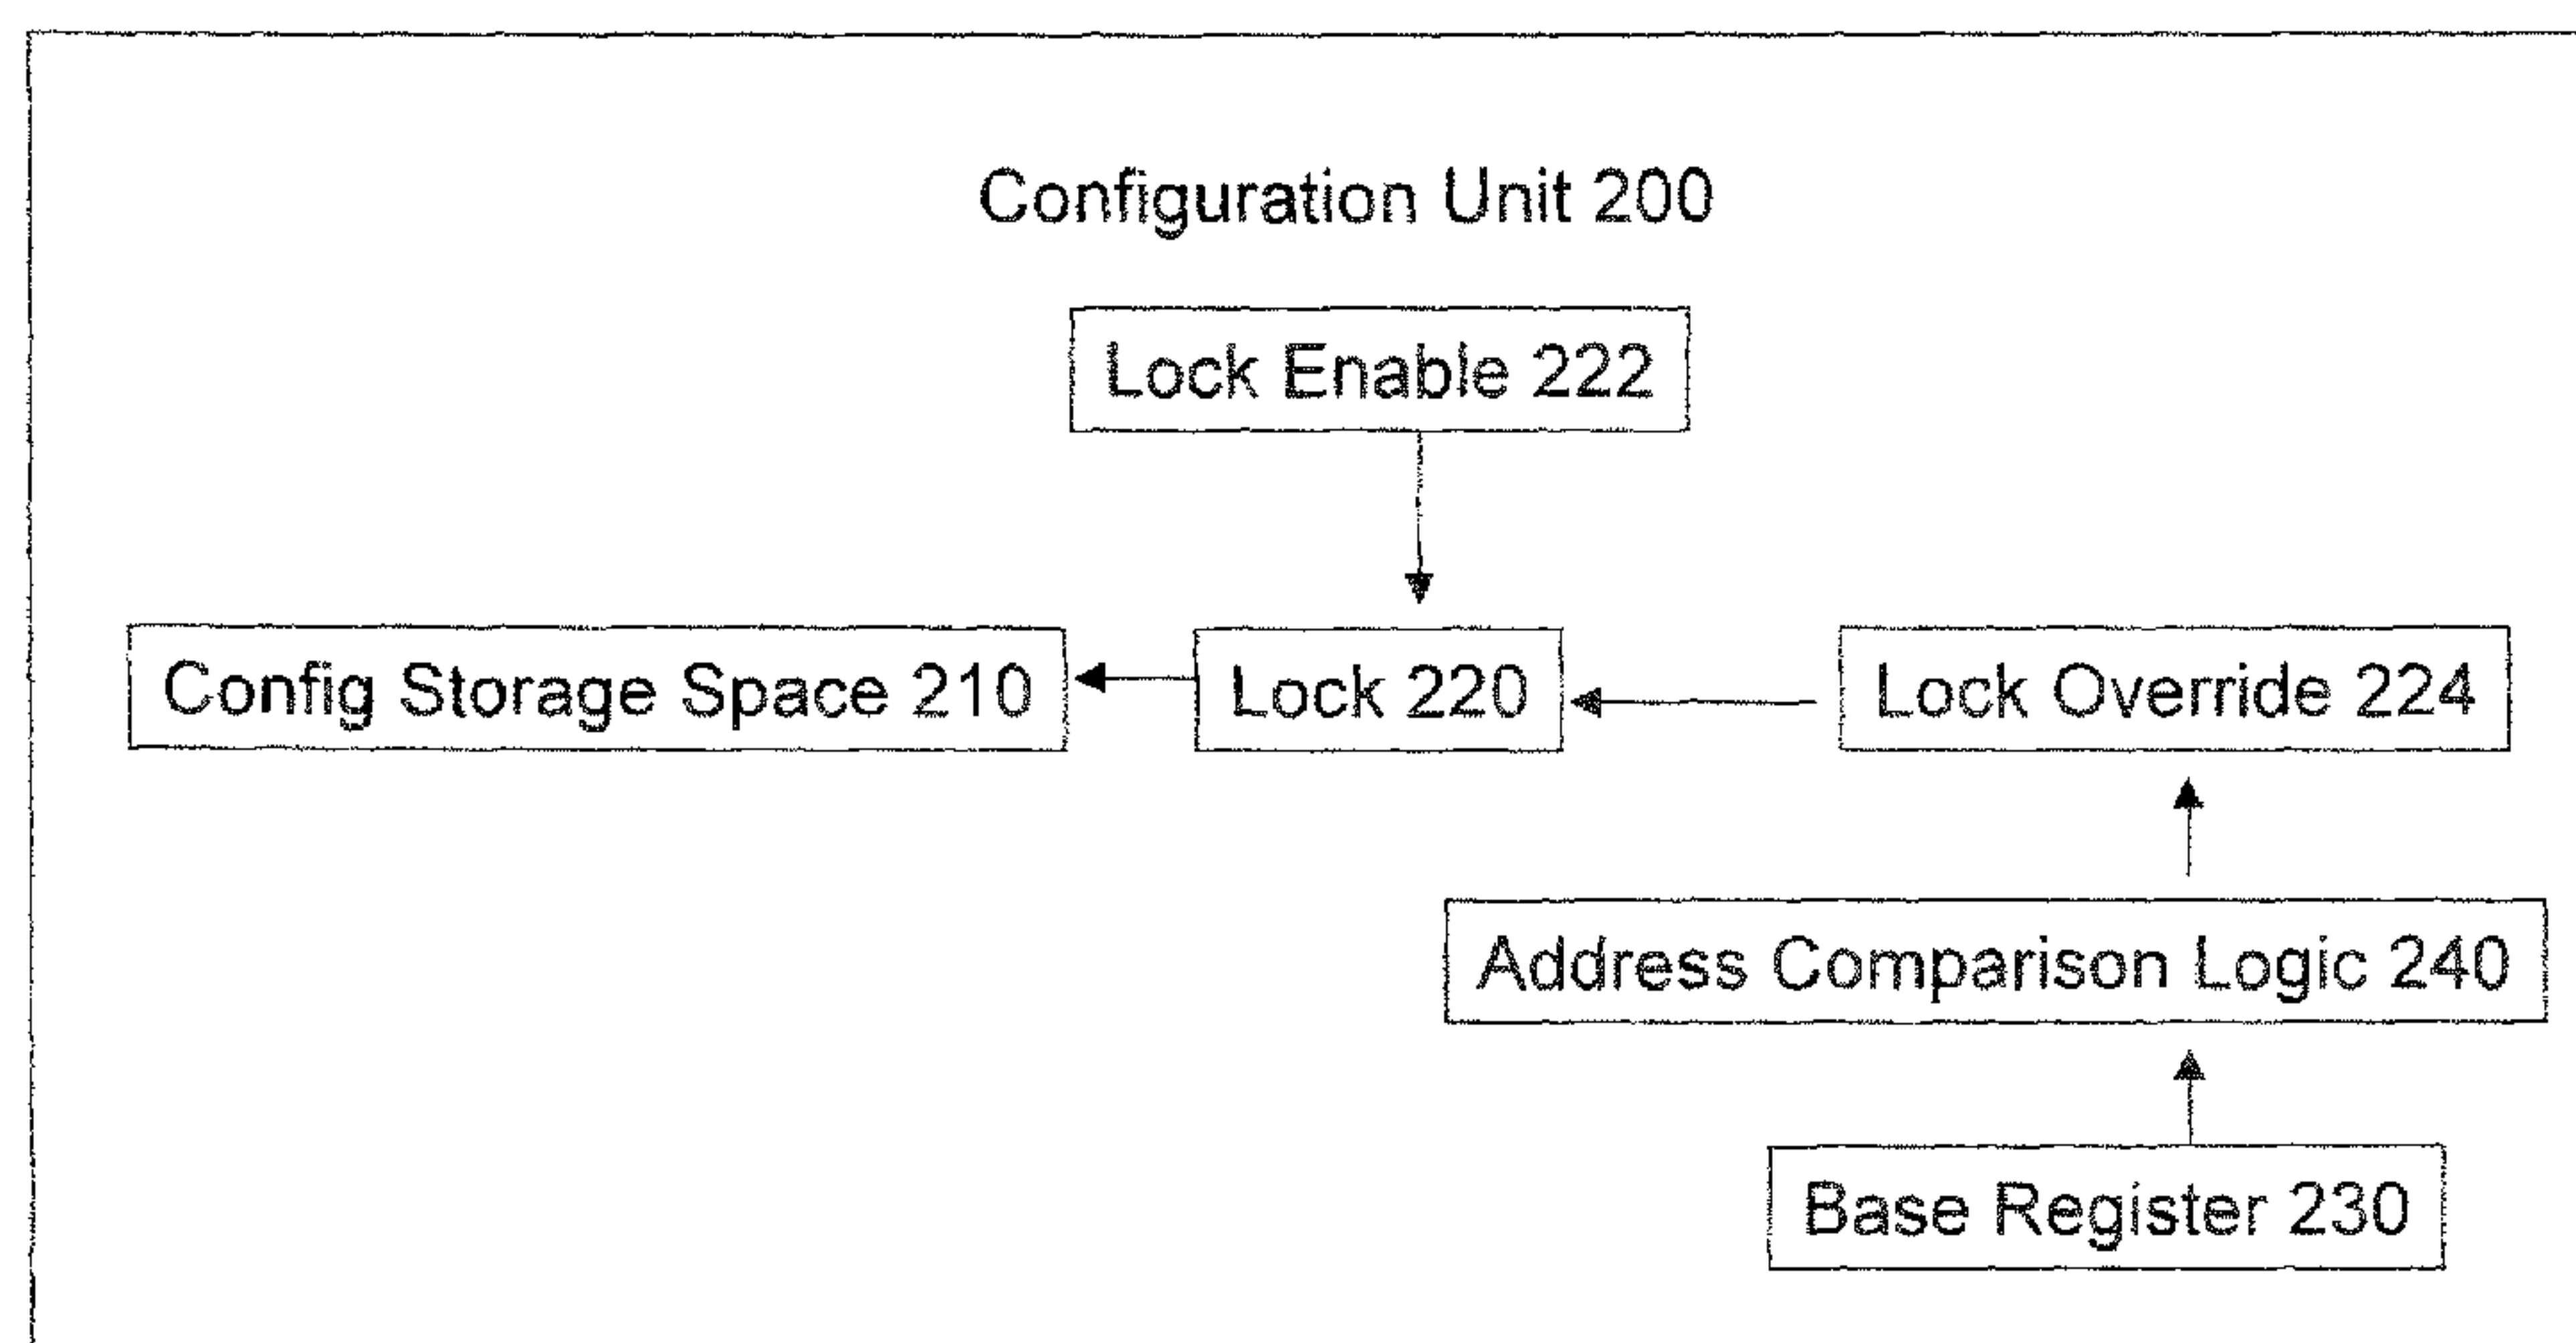 Configuration Unit 200
Lock Enable 222
Config Storage Space 210
Lock 220
Lock Override 224
Address Comparison Logic 240
Base Register 230